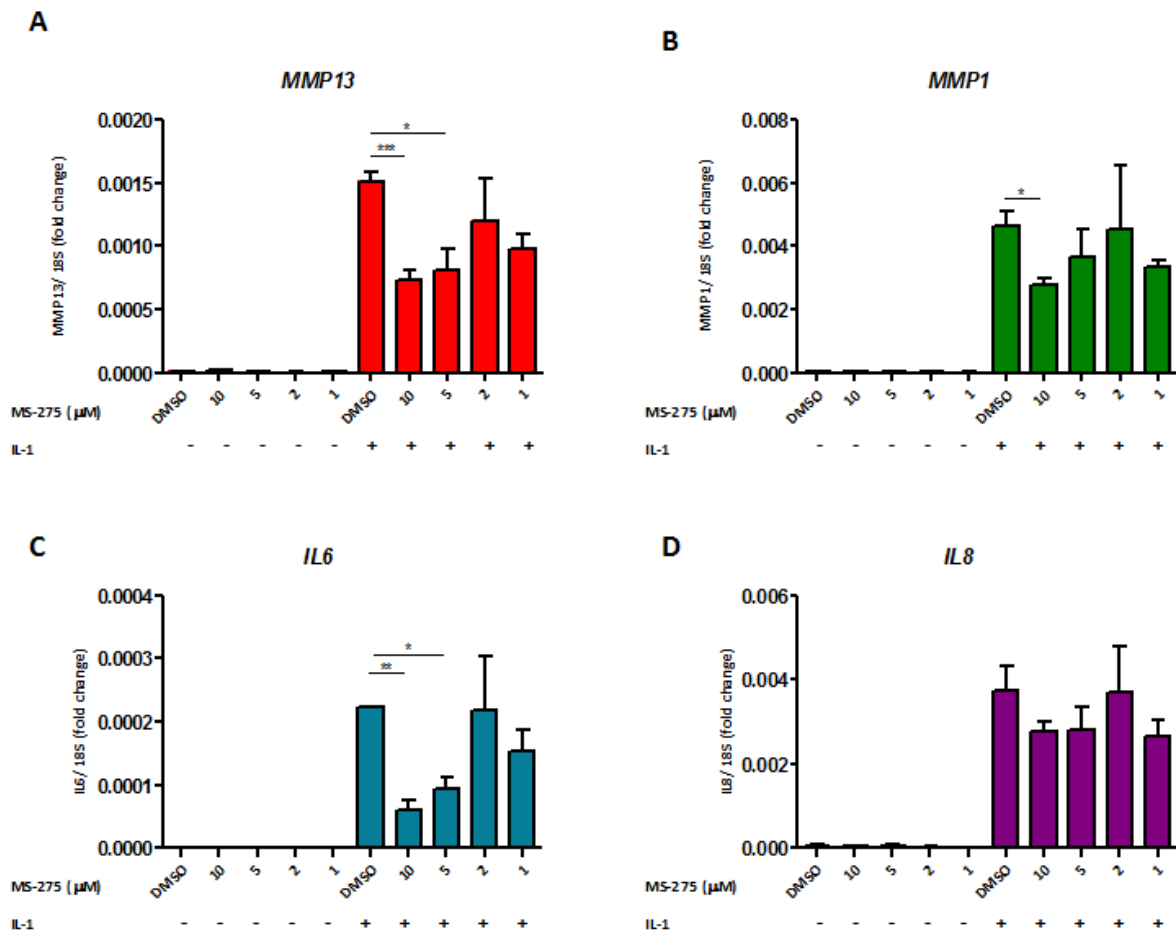 A
MMP13
MMP13/ 18S (fold change)
0.0020
0.0015
0.0010
0.0005
0.0000
*
***
DMSO 10 5 2 1 DMSO 10 5 2 1
MS-275 (µM)
IL-1 - - - - - + + + + +
B
MMP1
MMP1/ 18S (fold change)
0.008
0.006
0.004
0.002
0.000
*
DMSO 10 5 2 1 DMSO 10 5 2 1
MS-275 (µM)
IL-1 - - - - - + + + + +
C
IL6
IL6/ 18S (fold change)
0.0004
0.0003
0.0002
0.0001
0.0000
*
**
DMSO 10 5 2 1 DMSO 10 5 2 1
MS-275 (µM)
IL-1 - - - - - + + + + +
D
IL8
IL8/ 18S (fold change)
0.006
0.004
0.002
0.000
DMSO 10 5 2 1 DMSO 10 5 2 1
MS-275 (µM)
IL-1 - - - - - + + + + +